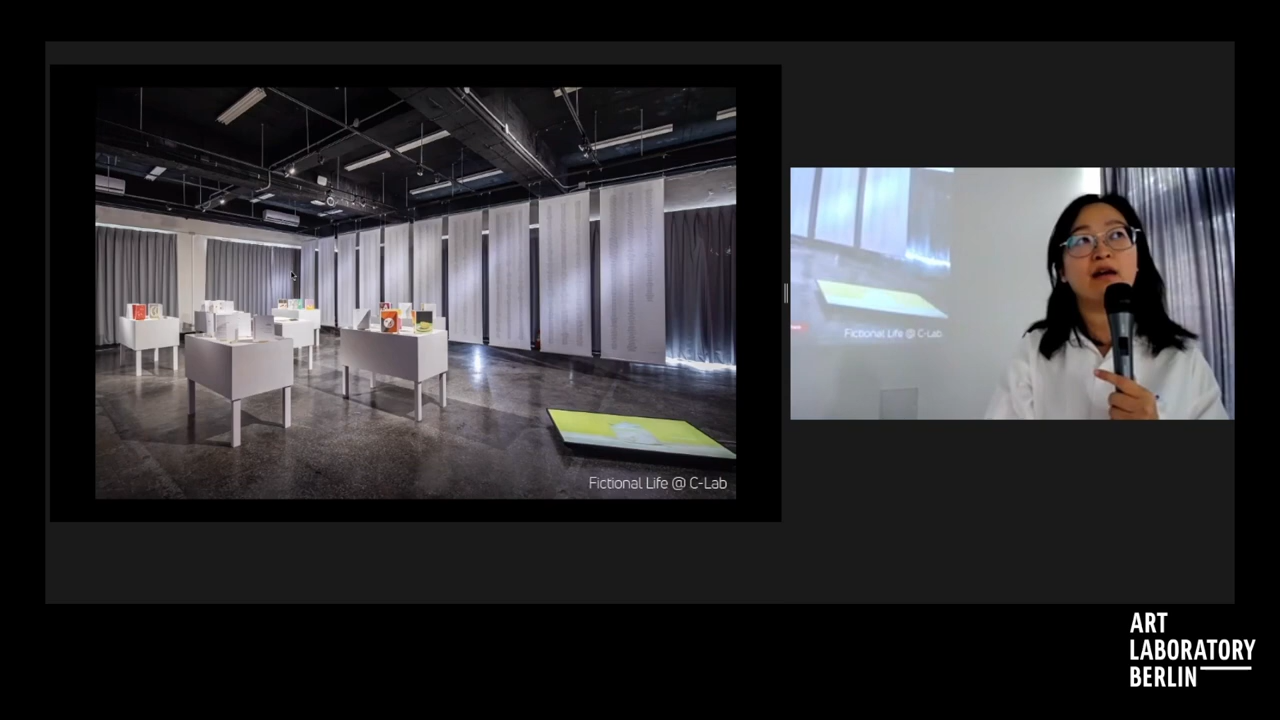 Fictional Life @ C-Lab
Fictional Life @ C-Lab
ART
LABORATORY
BERLIN